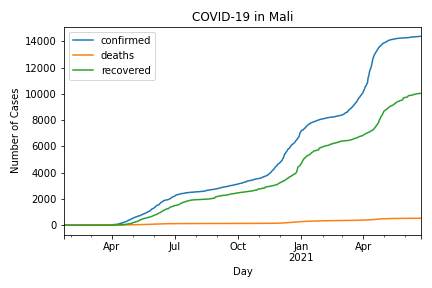 COVID-19 in Mali
confirmed
deaths
recovered
14000
12000
10000
8000
6000
4000
2000
0
Number of Cases
Apr Jul Oct Jan Apr
2021
Day